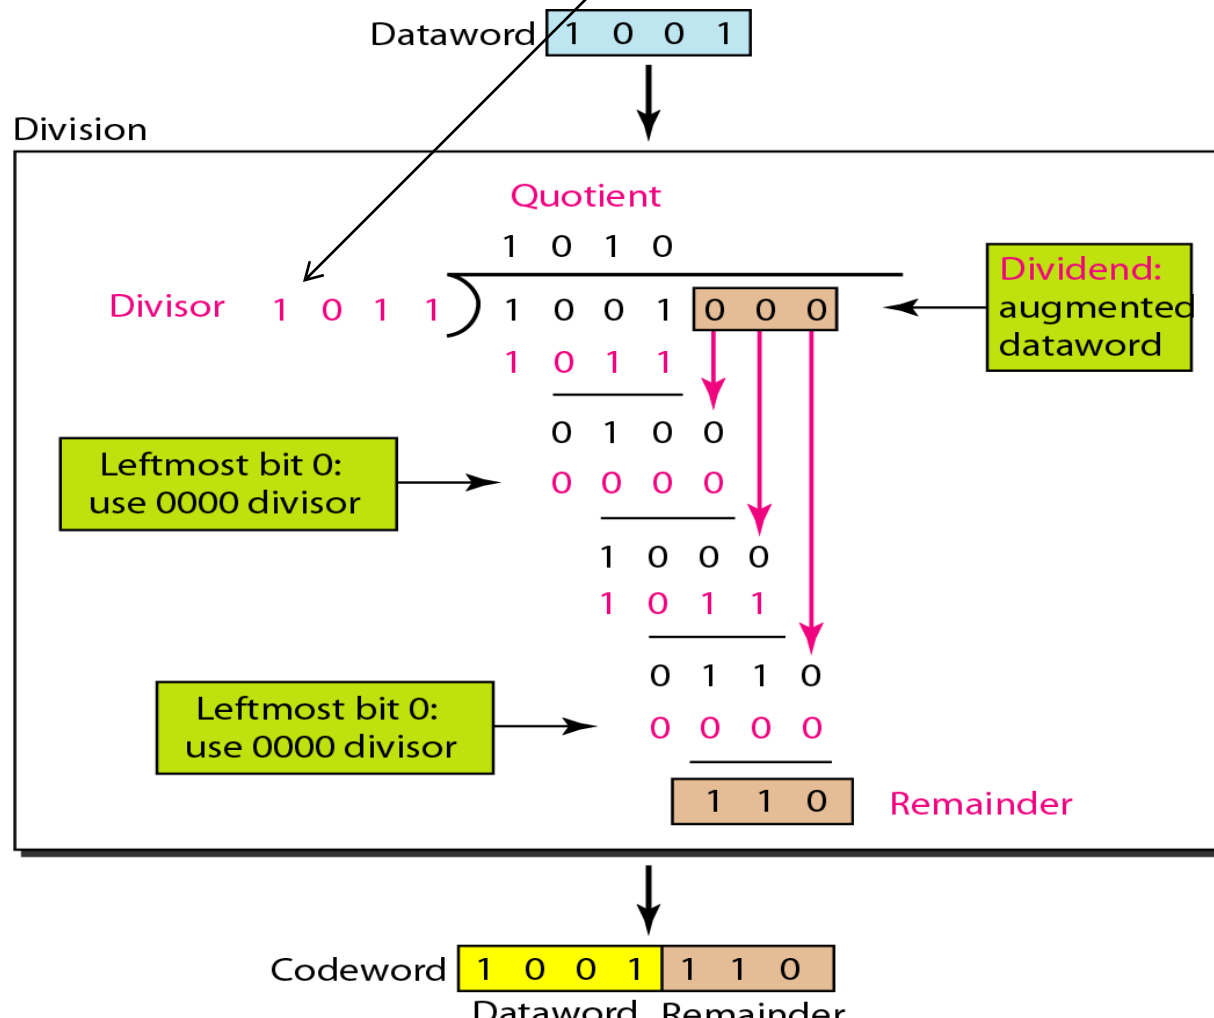 Dataword 1 0 0 1
Division
Quotient
1 0 1 0
Divisor 1 0 1 1 1 0 0 1 0 0 0
Dividend:
augmented
dataword
1 0 1 1
0 1 0 0
Leftmost bit 0:
use 0000 divisor
0 0 0 0
1 0 0 0
1 0 1 1
0 1 1 0
Leftmost bit 0:
use 0000 divisor
0 0 0 0
1 1 0 Remainder
Codeword 1 0 0 1 1 1 0
Dataword Remainder